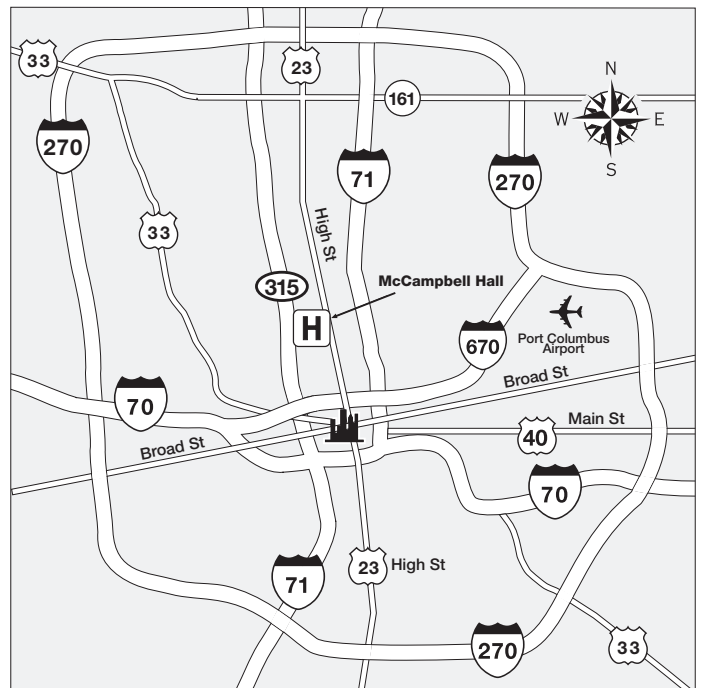 33
23
N
161
W
E
270
71
270
S
33
High St
315
McCampbell Hall
H
670
Port Columbus
Airport
70
Broad St
Main St
40
Broad St
70
23
High St
71
270
33